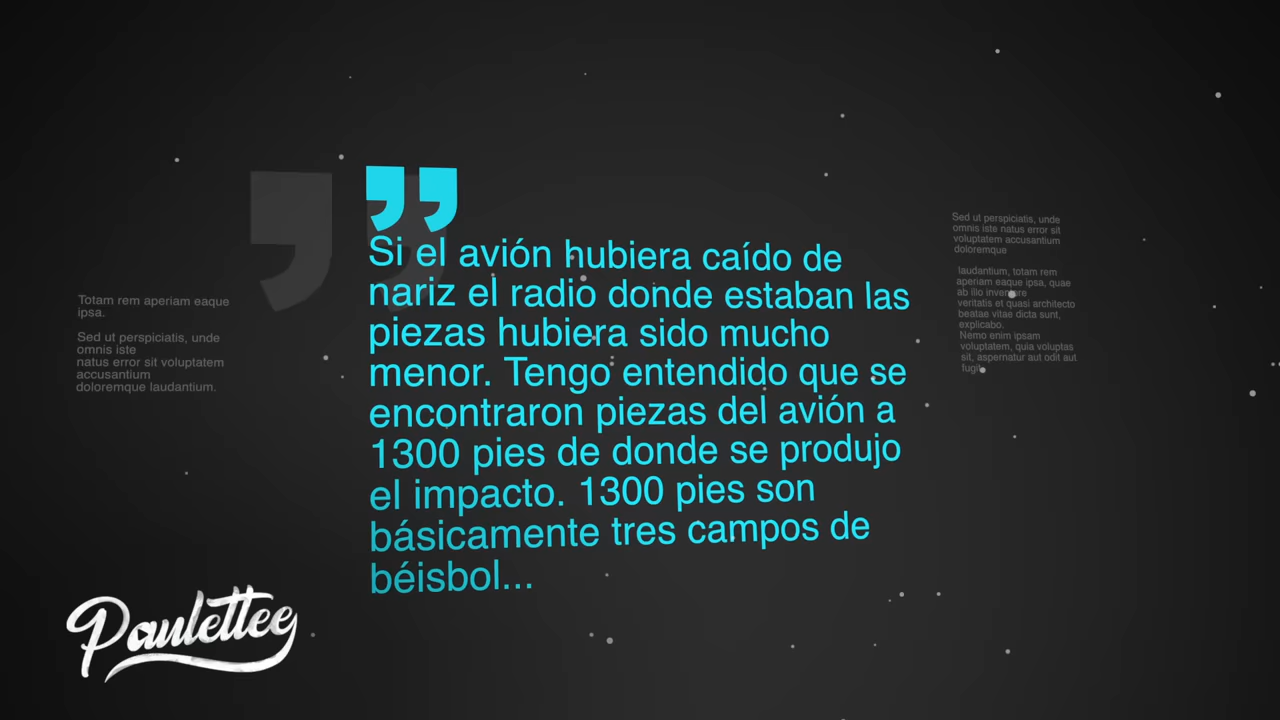 Totam rem aperiam eaque
ipsa.
Sed ut perspiciatis, unde
omnis iste
natus error sit voluptatem
accusantium
doloremque laudantium.
”
Si el avión hubiera caído de
nariz el radio donde estaban las
piezas hubiera sido mucho
menor. Tengo entendido que se
encontraron piezas del avión a
1300 pies de donde se produjo
el impacto. 1300 pies son
básicamente tres campos de
béisbol...
Sed ut perspiciatis, unde
omnis iste natus error sit
voluptatem accusantium
doloremque
laudantium, totam rem
aperiam eaque ipsa, quae
ab illo inventore
veritatis et quasi architecto
beatae vitae dicta sunt,
explicabo.
Nemo enim ipsam
voluptatem, quia voluptas
sit, aspernatur aut odit aut
fugit
Paulettee